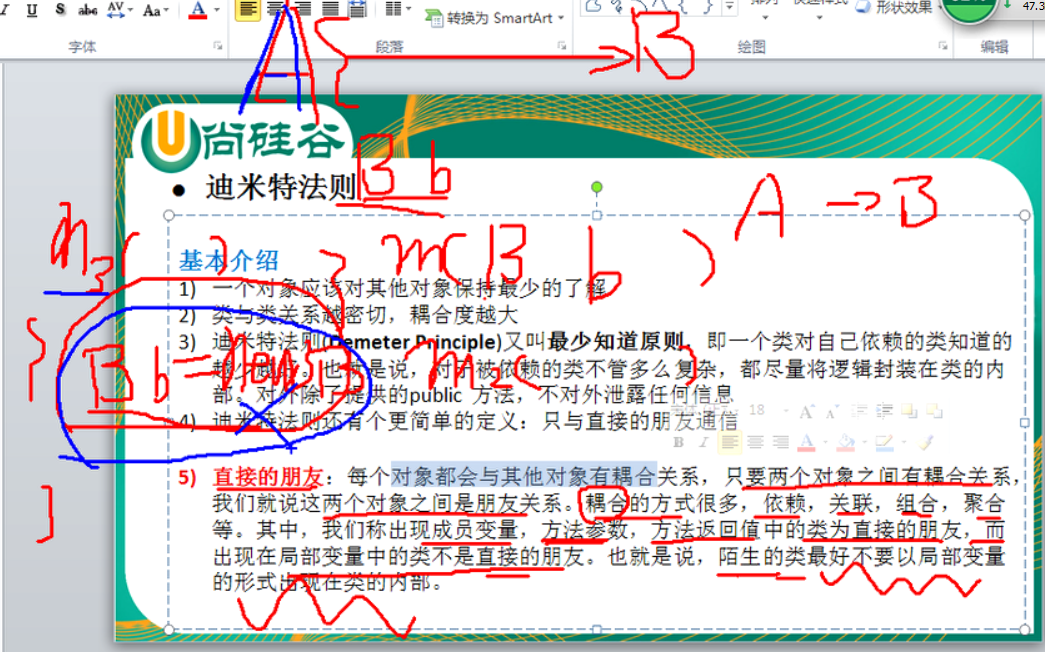 I U S abc AV Aa A
转换为 SmartArt
排列 快速样式 形状效果
47.3
字体 段落 绘图 编辑
A B
尚硅谷
迪米特法则 B b
A → B
m( B b )
基本介绍
1) 一个对象应该对其他对象保持最少的了解
2) 类与类关系越密切，耦合度越大
3) 迪米特法则(Demeter Principle)又叫最少知道原则，即一个类对自己依赖的类知道的
越少越好。也就是说，对于被依赖的类不管多么复杂，都尽量将逻辑封装在类的内
部。对外除了提供的public 方法，不对外泄露任何信息
4) 迪米特法则还有个更简单的定义：只与直接的朋友通信
B b =
18
B I
5) 直接的朋友：每个对象都会与其他对象有耦合关系，只要两个对象之间有耦合关系，
我们就说这两个对象之间是朋友关系。耦合的方式很多，依赖，关联，组合，聚合
等。其中，我们称出现成员变量，方法参数，方法返回值中的类为直接的朋友，而
出现在局部变量中的类不是直接的朋友。也就是说，陌生的类最好不要以局部变量
的形式出现在类的内部。